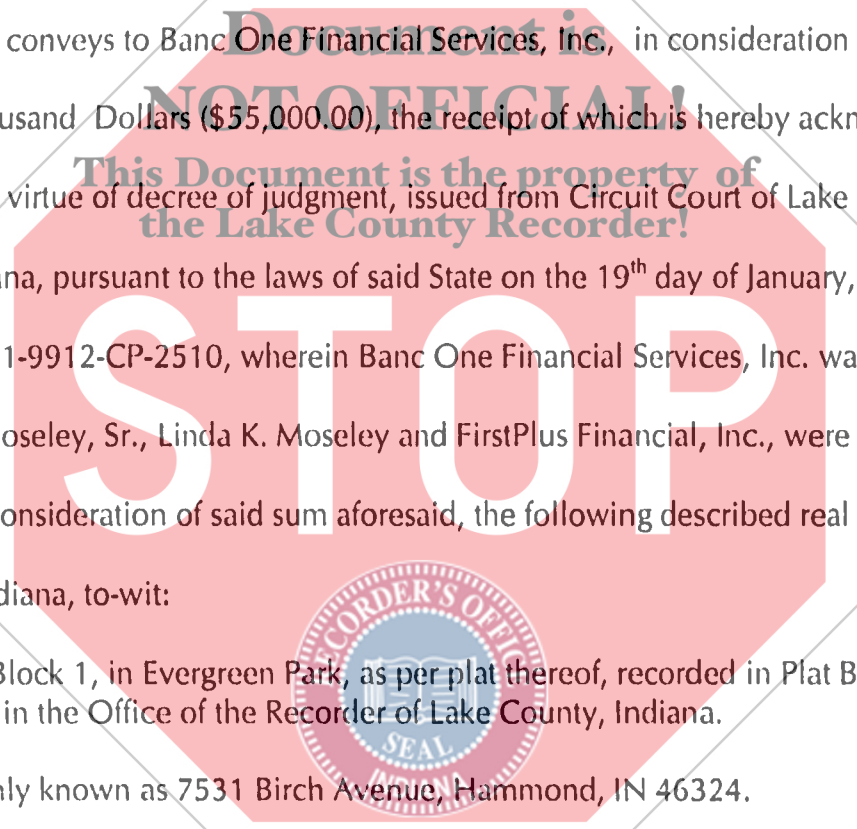 Document is
conveys to Banc One Financial Services, Inc., in consideration
NOT OFFICIAL!
usand Dollars ($55,000.00), the receipt of which is hereby ackn
This Document is the property of
virtue of decree of judgment, issued from Circuit Court of Lake
the Lake County Recorder!
na, pursuant to the laws of said State on the 19th day of January,
STOP
1-9912-CP-2510, wherein Banc One Financial Services, Inc. wa
oseley, Sr., Linda K. Moseley and FirstPlus Financial, Inc., were
onsideration of said sum aforesaid, the following described real
diana, to-wit:
RECORDER'S OFFICE
Block 1, in Evergreen Park, as per plat thereof, recorded in Plat B
in the Office of the Recorder of Lake County, Indiana.
SEAL
INDIANA
nly known as 7531 Birch Avenue, Hammond, IN 46324.